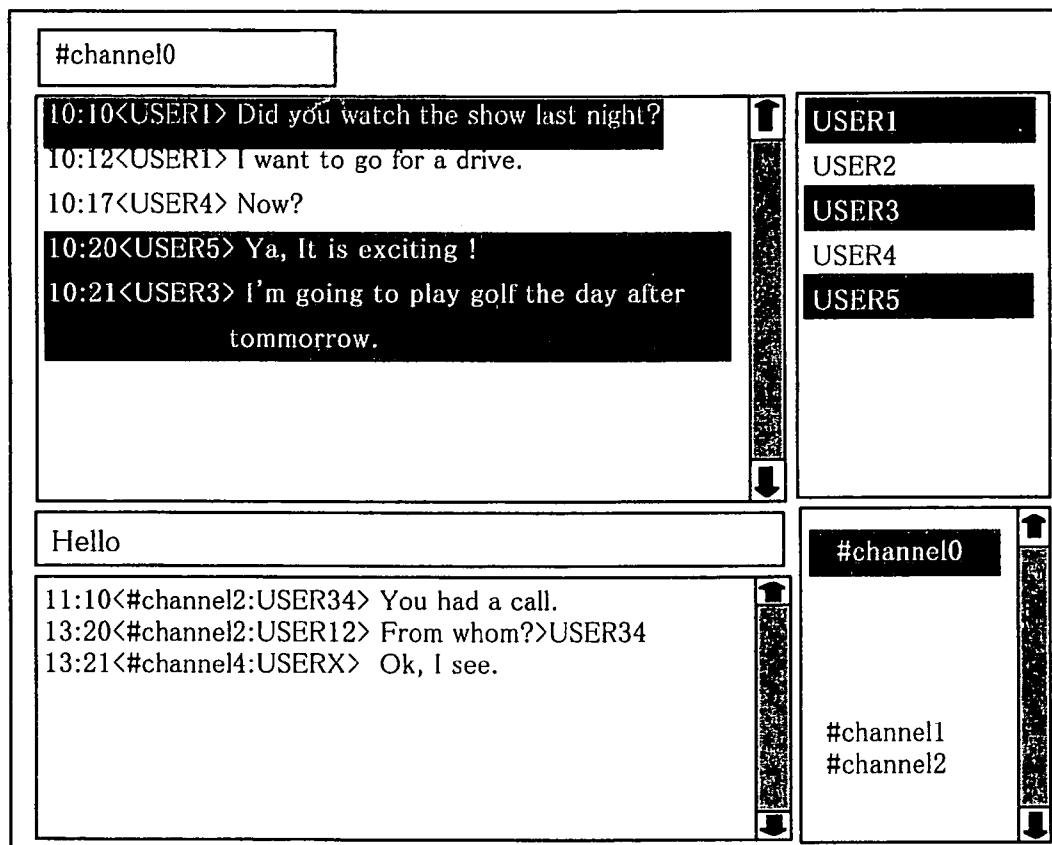 #channel0
10:10<USER1> Did you watch the show last night?
10:12<USER1> I want to go for a drive.
10:17<USER4> Now?
10:20<USER5> Ya, It is exciting !
10:21<USER3> I'm going to play golf the day after
tommorrow.
USER1
USER2
USER3
USER4
USER5
Hello
11:10<#channel2:USER34> You had a call.
13:20<#channel2:USER12> From whom?>USER34
13:21<#channel4:USERX> Ok, I see.
#channel0
#channel1
#channel2